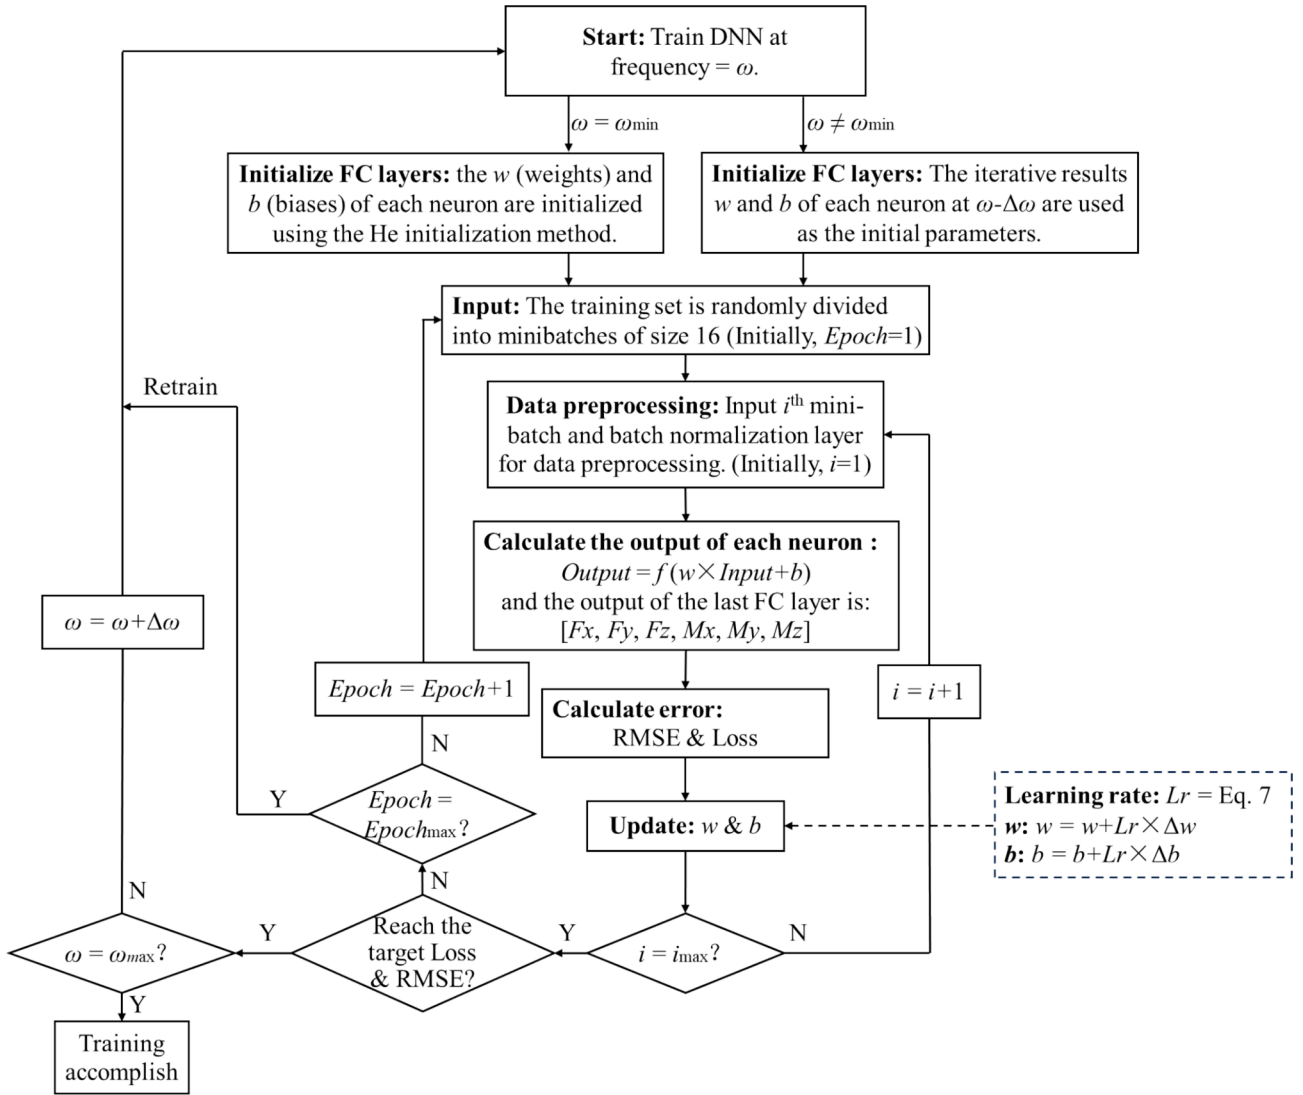 Start: Train DNN at
frequency = ω.
ω = ωmin
ω ≠ ωmin
Initialize FC layers: the w (weights) and
b (biases) of each neuron are initialized
using the He initialization method.
Initialize FC layers: The iterative results
w and b of each neuron at ω-Δω are used
as the initial parameters.
Input: The training set is randomly divided
into minibatches of size 16 (Initially, Epoch=1)
Retrain
Data preprocessing: Input ith mini-
batch and batch normalization layer
for data preprocessing. (Initially, i=1)
Calculate the output of each neuron :
Output = f (w×Input+b)
and the output of the last FC layer is:
[Fx, Fy, Fz, Mx, My, Mz]
ω = ω+Δω
Epoch = Epoch+1
i = i+1
Calculate error:
RMSE & Loss
N
Y
Epoch =
Epochmax?
Update: w & b
Learning rate: Lr = Eq. 7
w: w = w+Lr×Δw
b: b = b+Lr×Δb
N
N
ω = ωmax?
Y
Reach the
target Loss
& RMSE?
Y
i = imax?
N
Y
Training
accomplish